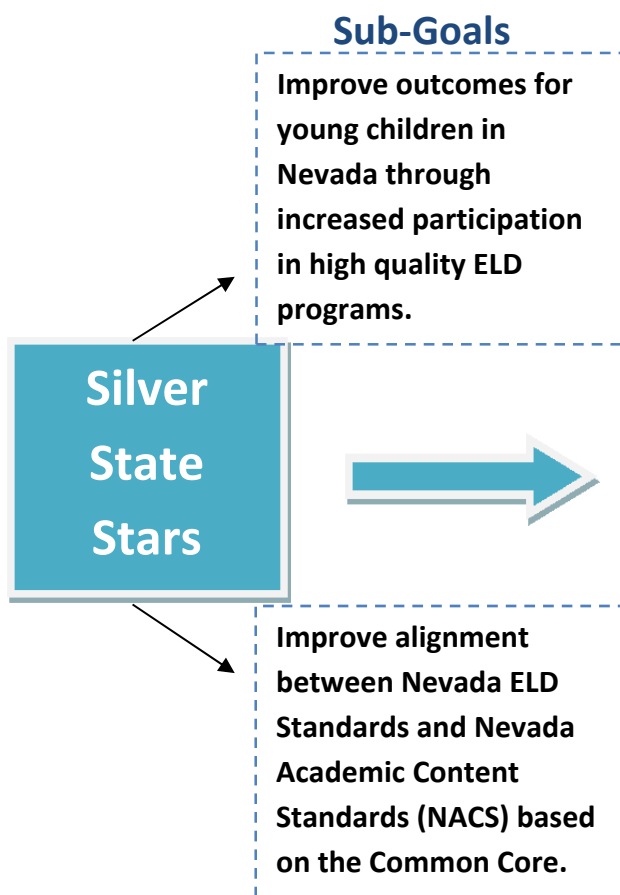 Sub-Goals
Improve outcomes for
young children in
Nevada through
increased participation
in high quality ELD
programs.
Silver
State
Stars
Improve alignment
between Nevada ELD
Standards and Nevada
Academic Content
Standards (NACS) based
on the Common Core.